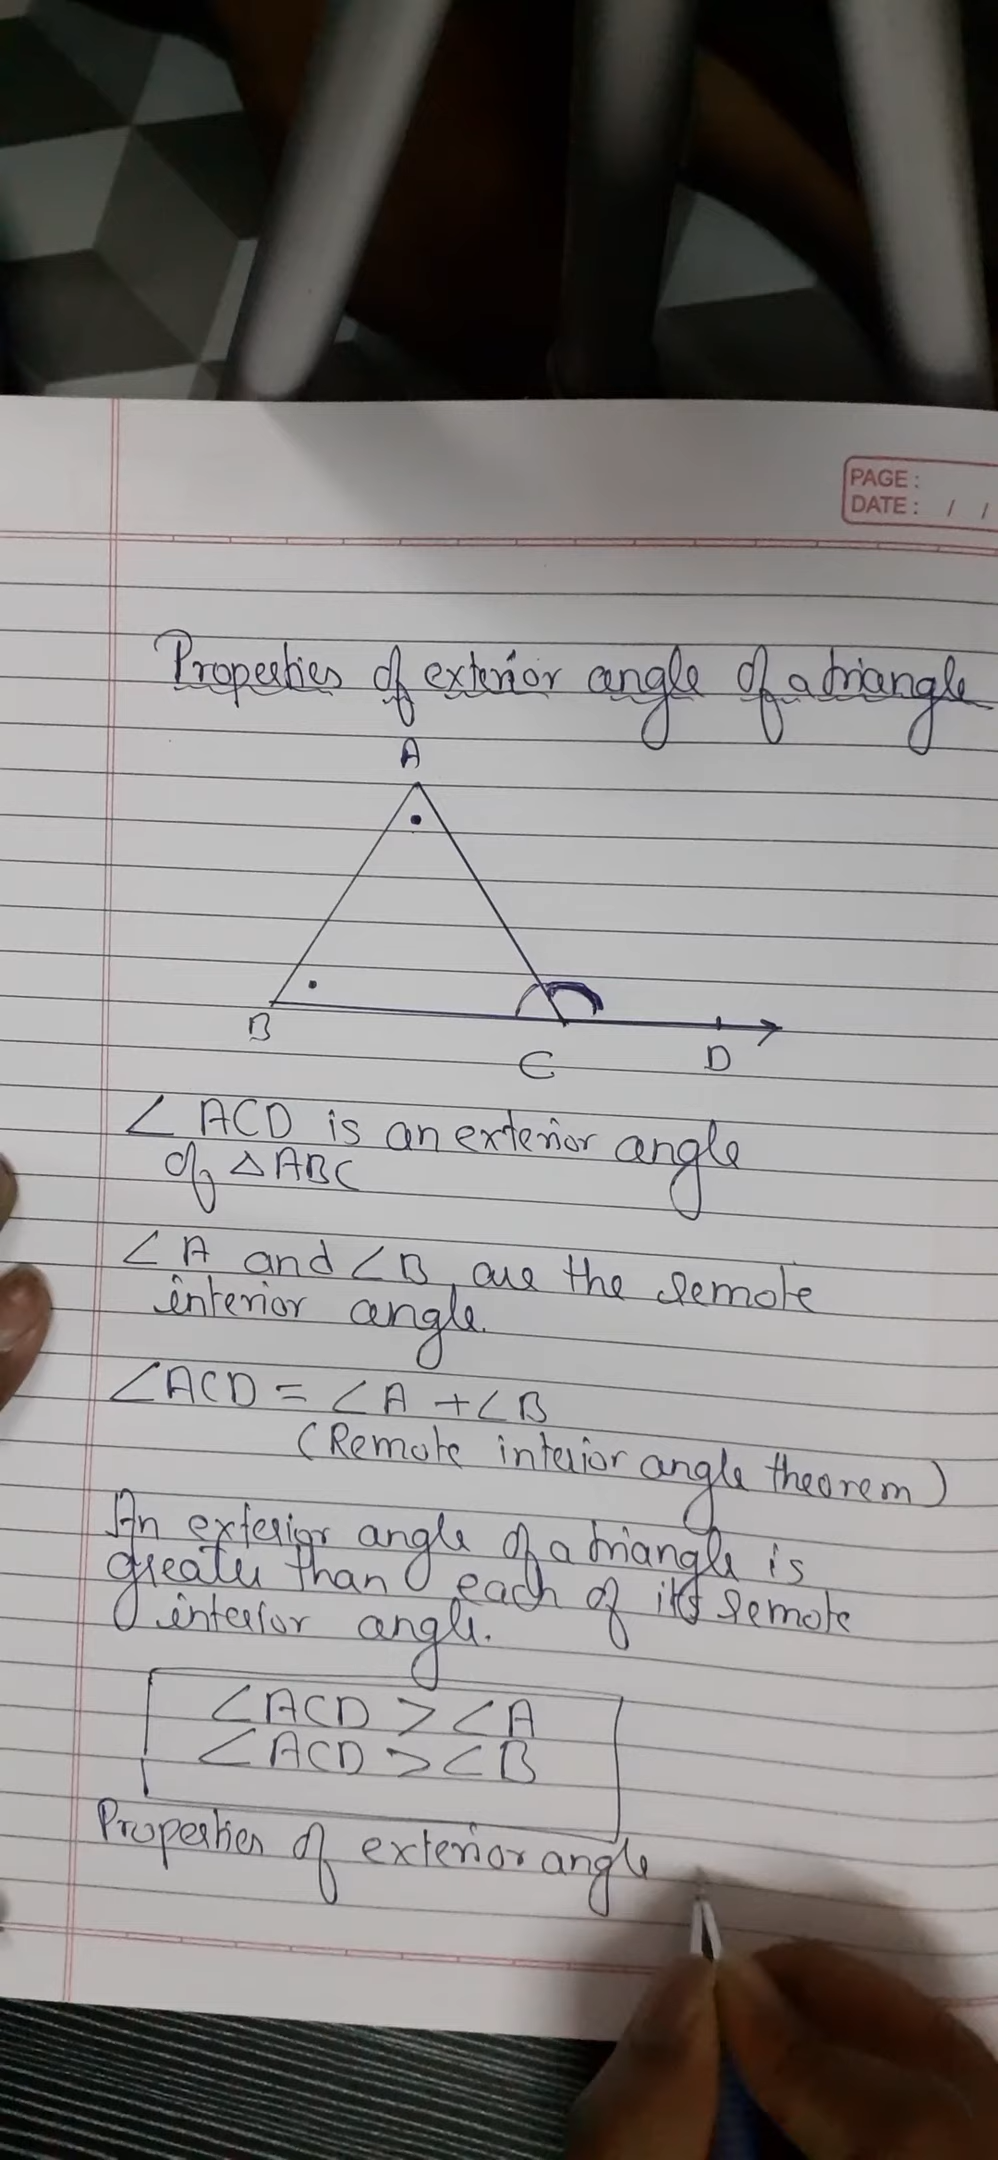 PAGE :
DATE : / /
Properties of exterior angle of a triangle
A
B
C
D
∠ ACD is an exterior angle
of △ABC
∠A and ∠B are the remote
interior angle.
∠ACD = ∠A + ∠B
(Remote interior angle theorem)
An exterior angle of a triangle is
greater than each of its remote
interior angle.
∠ACD > ∠A
∠ACD > ∠B
Properties of exterior angle